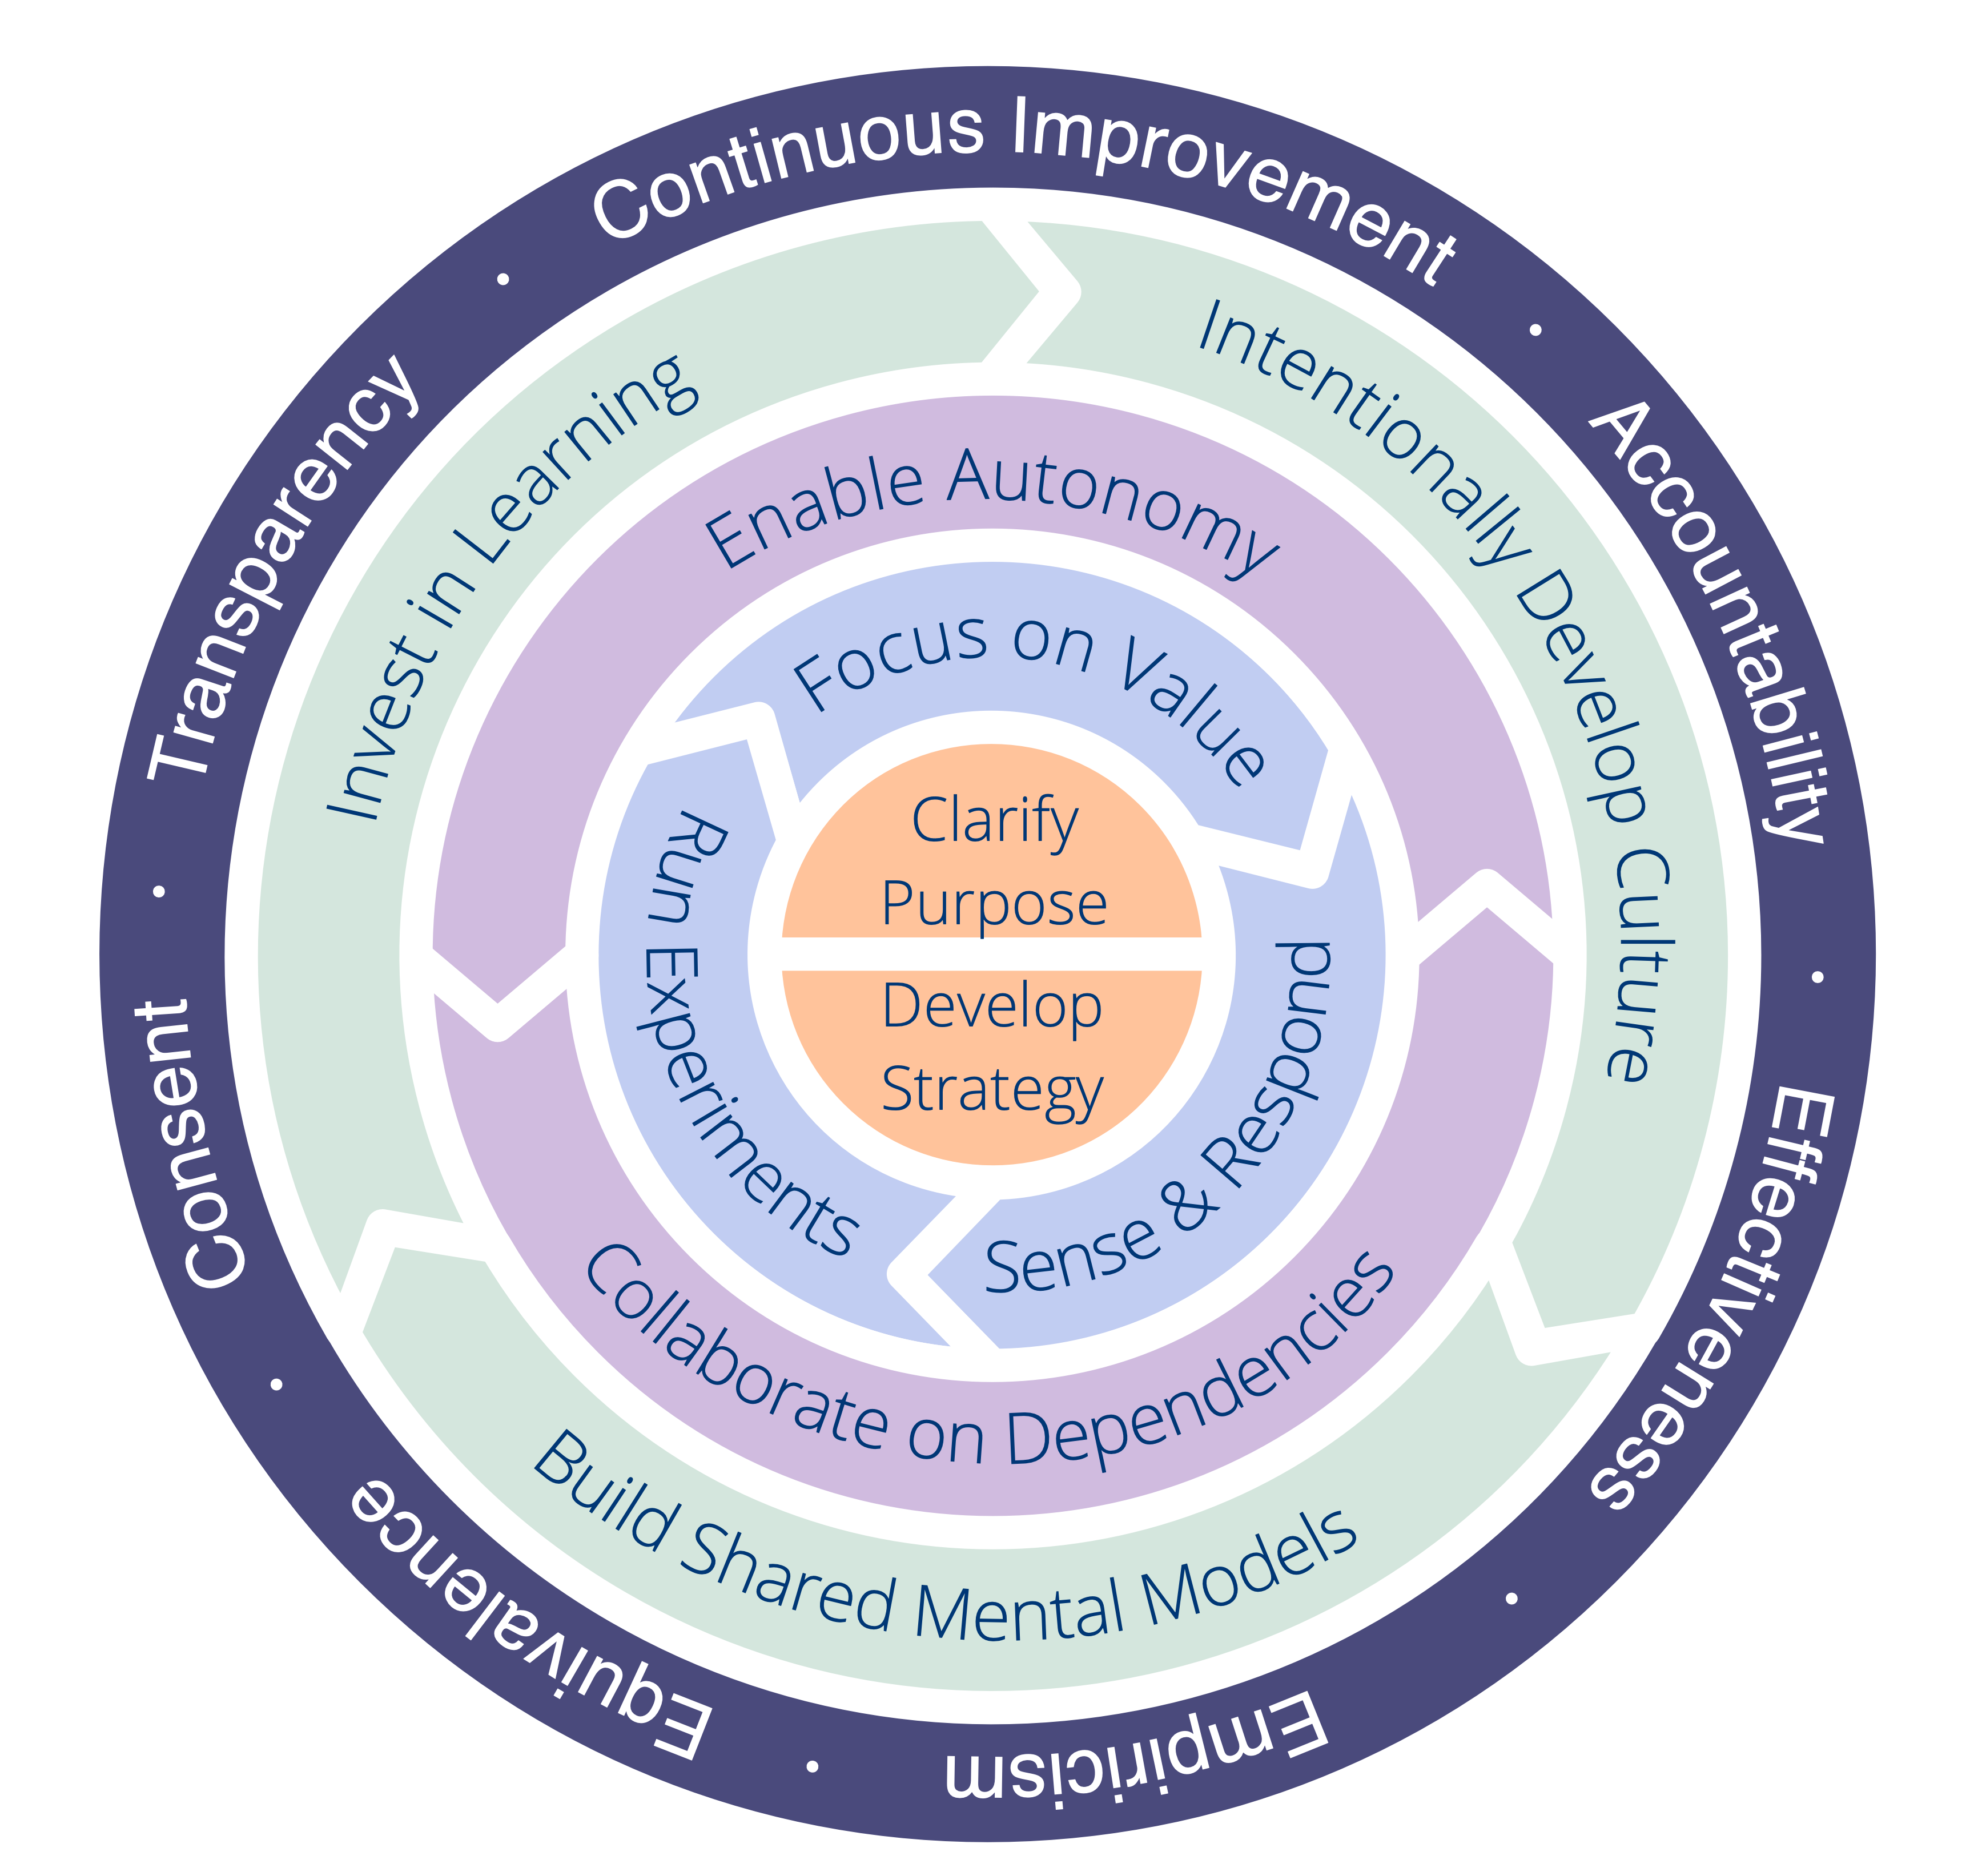 Continuous Improvement
·
Accountability
·
Effectiveness
·
Empiricism
·
Equivalence
·
Consent
·
Transparency
·
Invest in Learning
Intentionally Develop Culture
Build Shared Mental Models
Enable Autonomy
Collaborate on Dependencies
Focus on Value
Sense & Respond
Run Experiments
Clarify
Purpose
Develop
Strategy